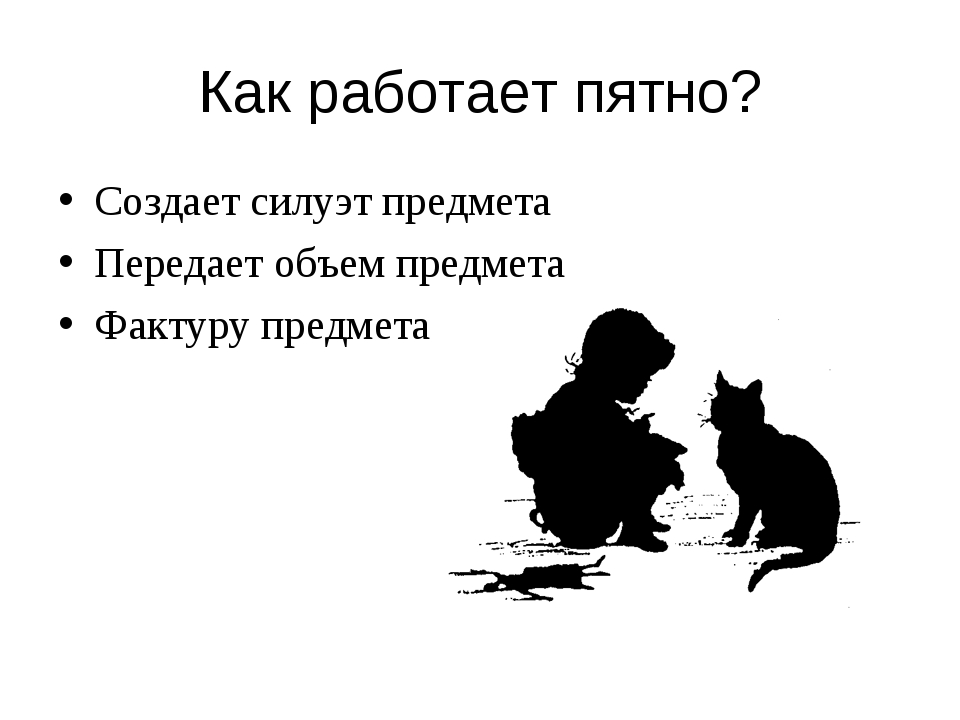 Как работает пятно?
• Создает силуэт предмета
• Передает объем предмета
• Фактуру предмета